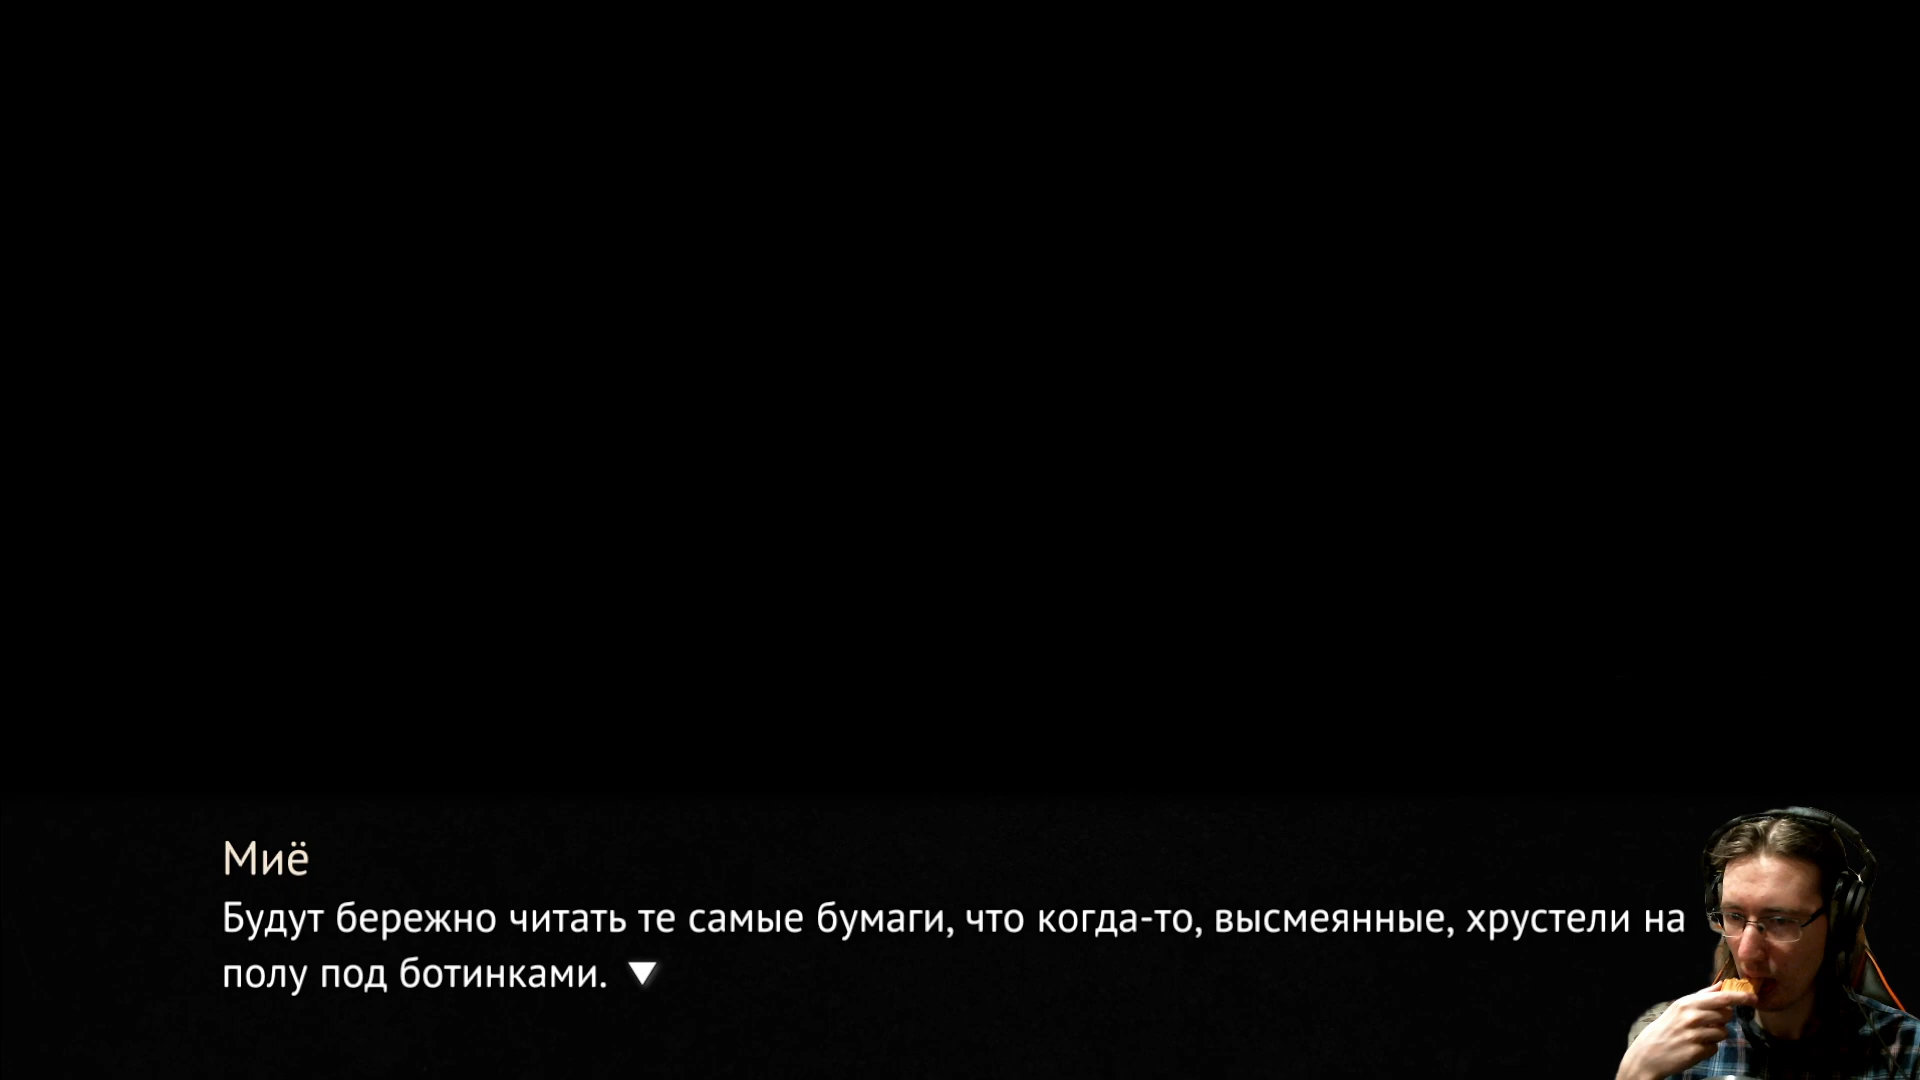 Миё
Будут бережно читать те самые бумаги, что когда-то, высмеянные, хрустели на
полу под ботинками.